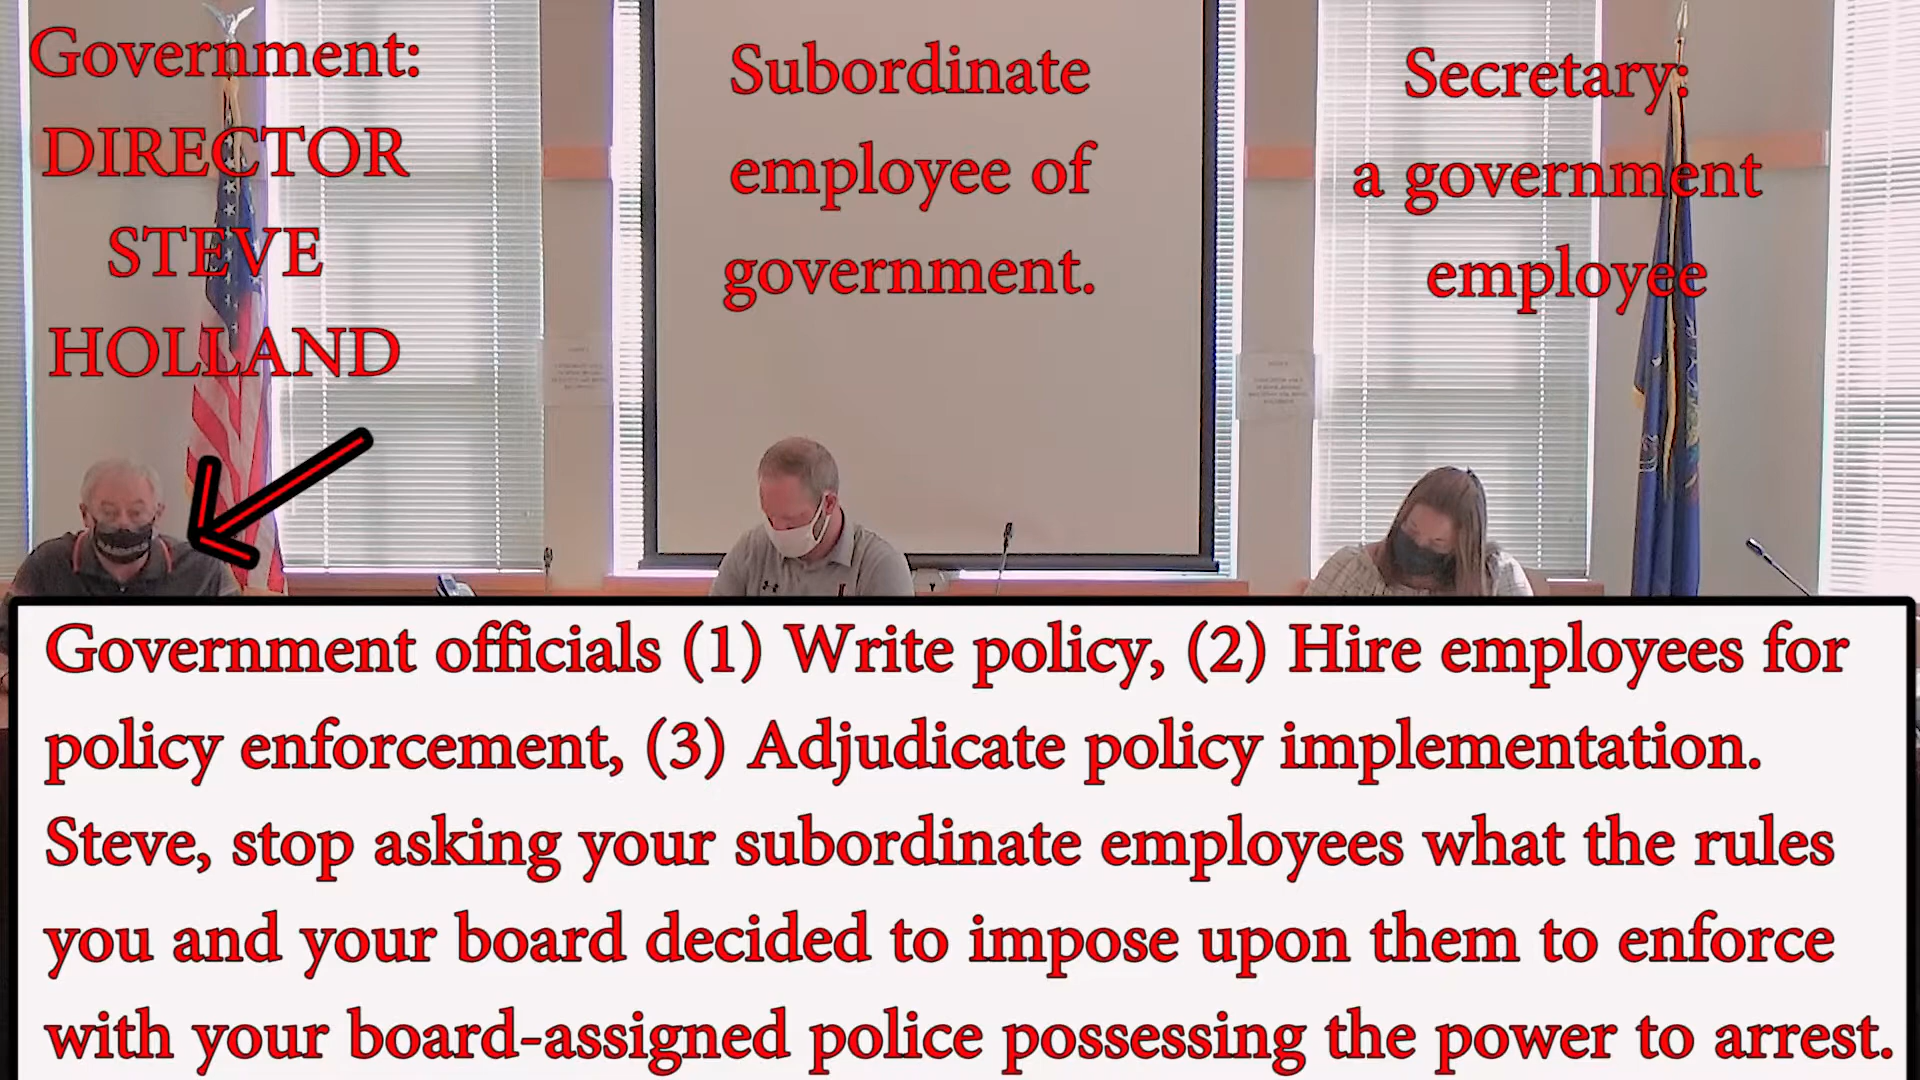 Government:
DIRECTOR
STEVE
HOLLAND
Subordinate
employee of
government.
Secretary:
a government
employee
Government officials (1) Write policy, (2) Hire employees for
policy enforcement, (3) Adjudicate policy implementation.
Steve, stop asking your subordinate employees what the rules
you and your board decided to impose upon them to enforce
with your board-assigned police possessing the power to arrest.